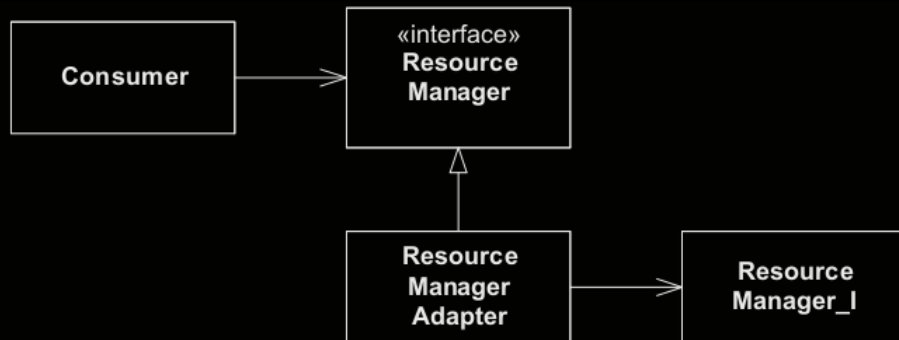 Consumer
«interface»
Resource
Manager
Resource
Manager
Adapter
Resource
Manager_I